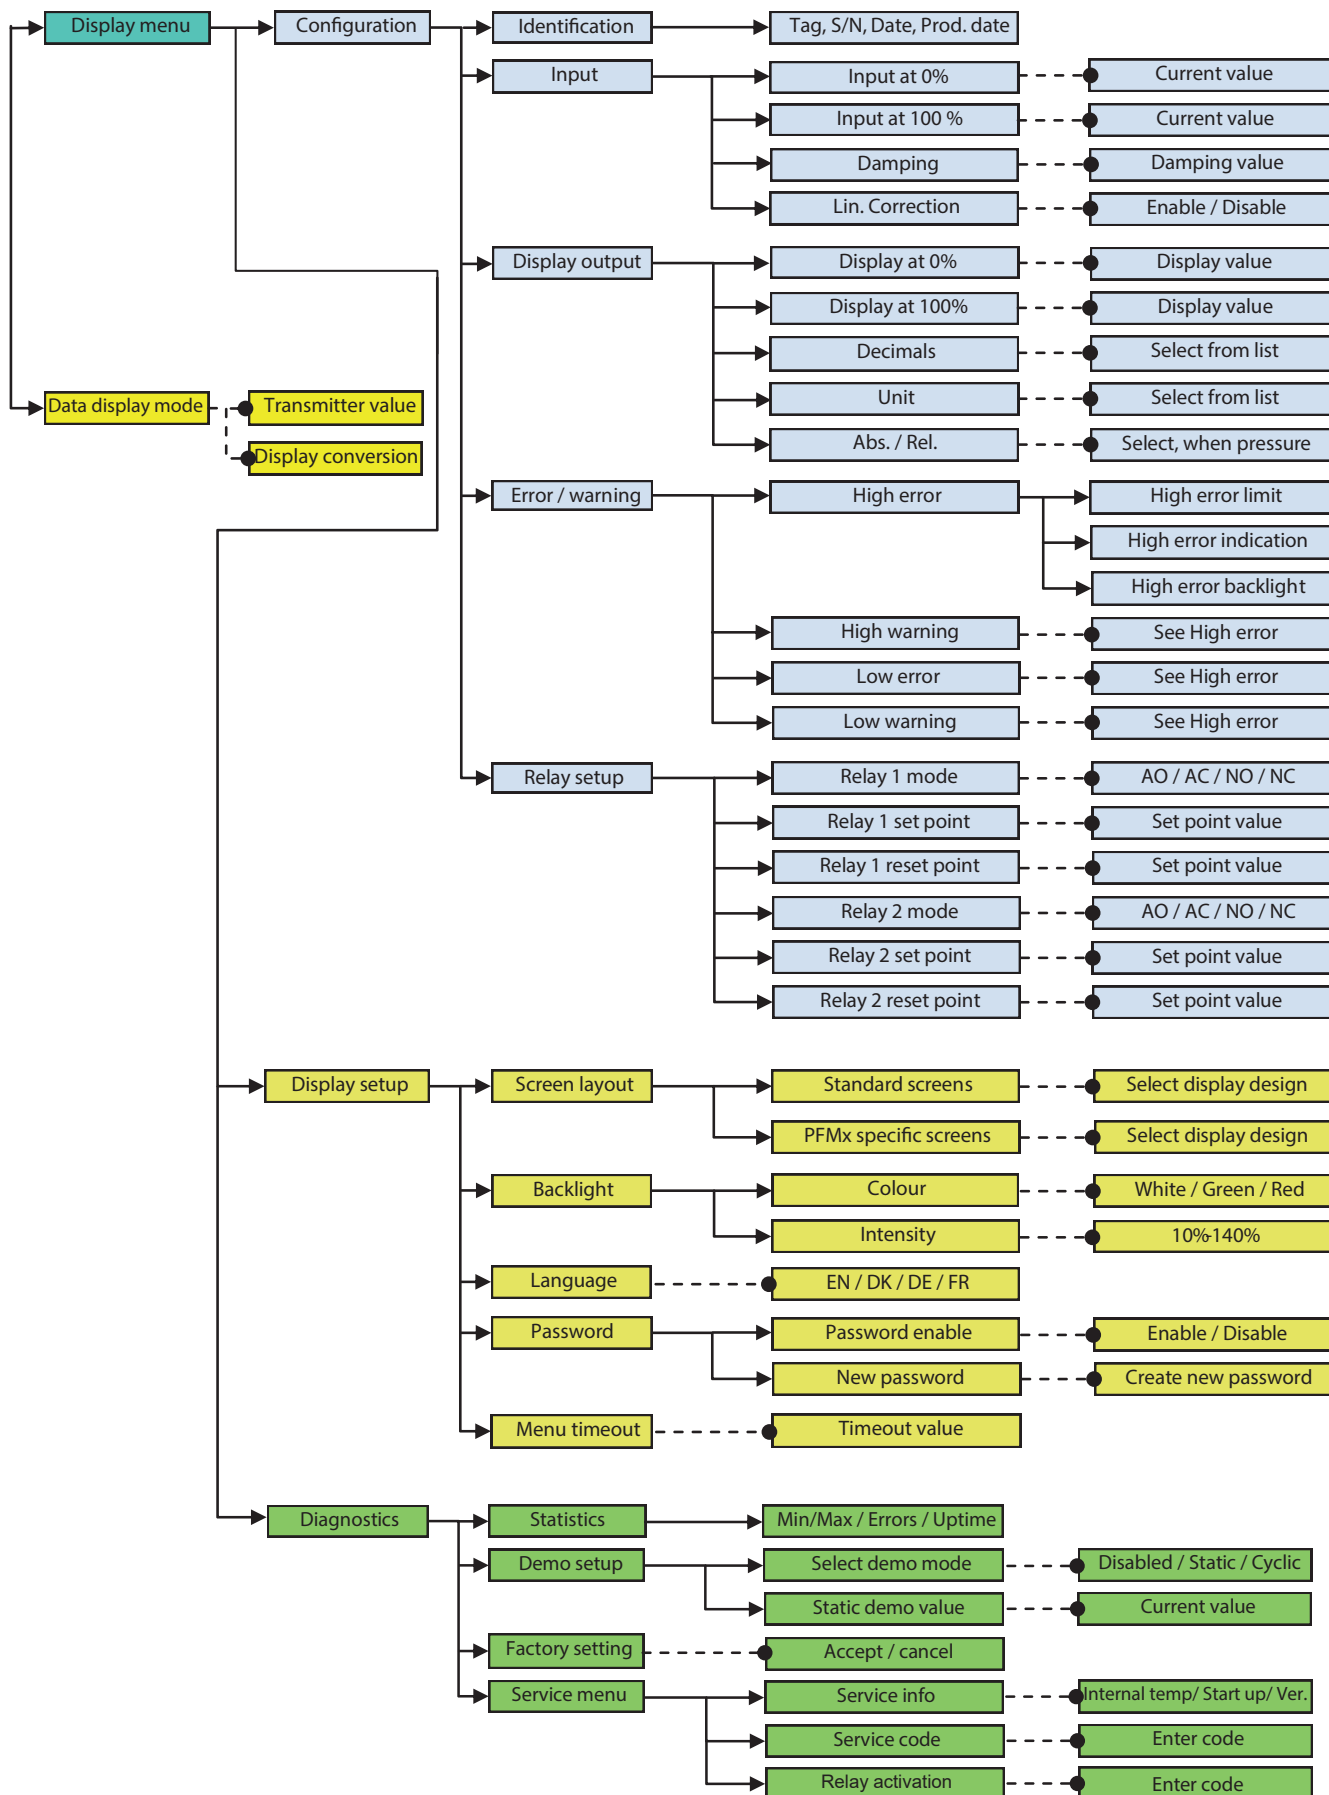 Display menu
Configuration
Identification
Tag, S/N, Date, Prod. date
Input
Input at 0%
Current value
Input at 100 %
Current value
Damping
Damping value
Lin. Correction
Enable / Disable
Display output
Display at 0%
Display value
Display at 100%
Display value
Decimals
Select from list
Unit
Select from list
Abs. / Rel.
Select, when pressure
Data display mode
Transmitter value
Display conversion
Error / warning
High error
High error limit
High error indication
High error backlight
High warning
See High error
Low error
See High error
Low warning
See High error
Relay setup
Relay 1 mode
AO / AC / NO / NC
Relay 1 set point
Set point value
Relay 1 reset point
Set point value
Relay 2 mode
AO / AC / NO / NC
Relay 2 set point
Set point value
Relay 2 reset point
Set point value
Display setup
Screen layout
Standard screens
Select display design
PFMx specific screens
Select display design
Backlight
Colour
White / Green / Red
Intensity
10%-140%
Language
EN / DK / DE / FR
Password
Password enable
Enable / Disable
New password
Create new password
Menu timeout
Timeout value
Diagnostics
Statistics
Min/Max / Errors / Uptime
Demo setup
Select demo mode
Disabled / Static / Cyclic
Static demo value
Current value
Factory setting
Accept / cancel
Service menu
Service info
Internal temp/ Start up/ Ver.
Service code
Enter code
Relay activation
Enter code